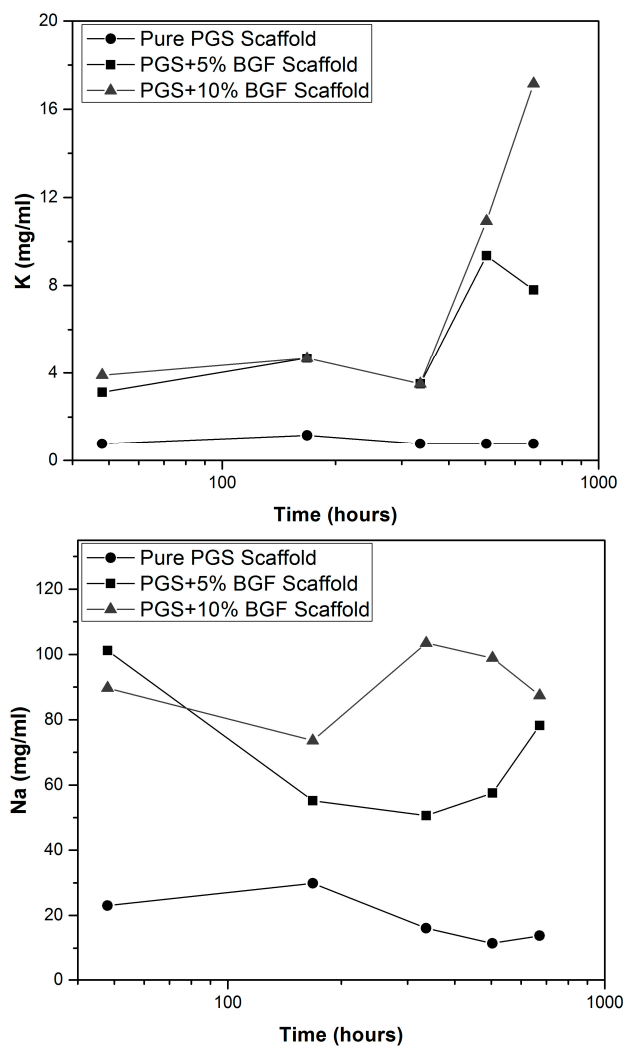 20
16
12
8
4
0
K (mg/ml)
Pure PGS Scaffold
PGS+5% BGF Scaffold
PGS+10% BGF Scaffold
100
1000
Time (hours)
120
100
80
60
40
20
0
Na (mg/ml)
Pure PGS Scaffold
PGS+5% BGF Scaffold
PGS+10% BGF Scaffold
100
1000
Time (hours)